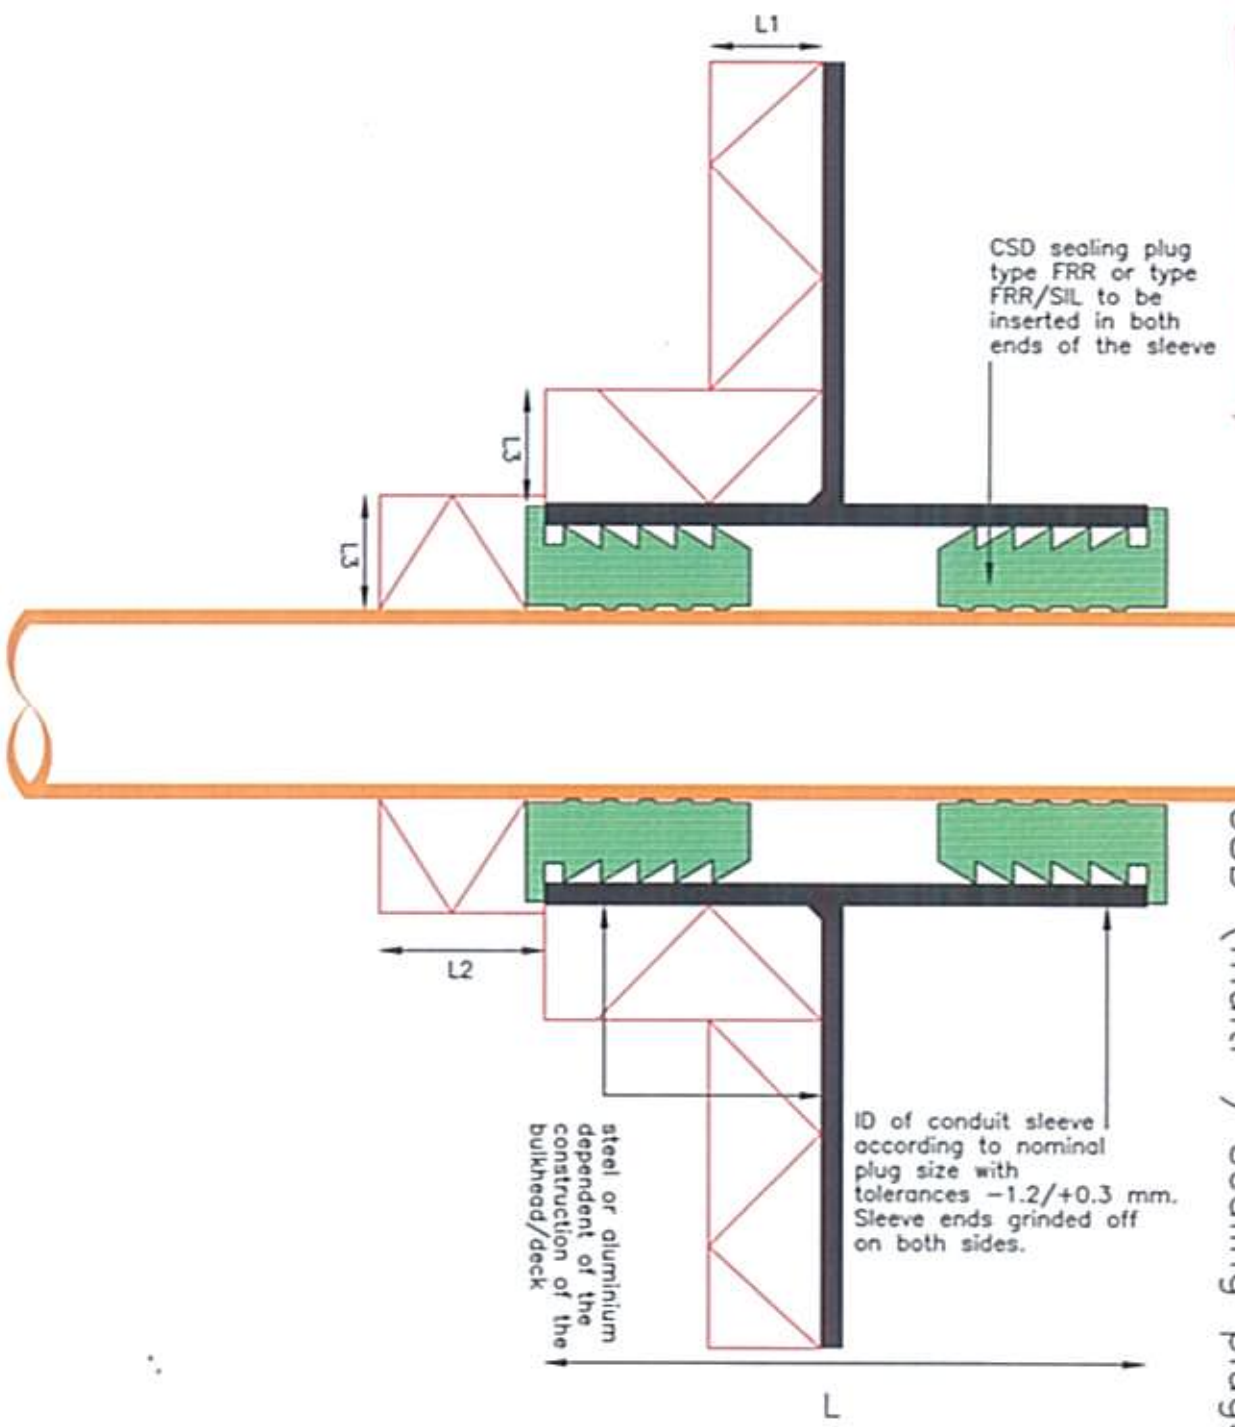 L1
CSD sealing plug
type FRR or type
FRR/SIL to be
inserted in both
ends of the sleeve
L3
L3
L2
ID of conduit sleeve
according to nominal
plug size with
tolerances -1.2/+0.3 mm.
Sleeve ends grinded off
on both sides.
steel or aluminium
dependent of the
construction of the
bulkhead/deck
L